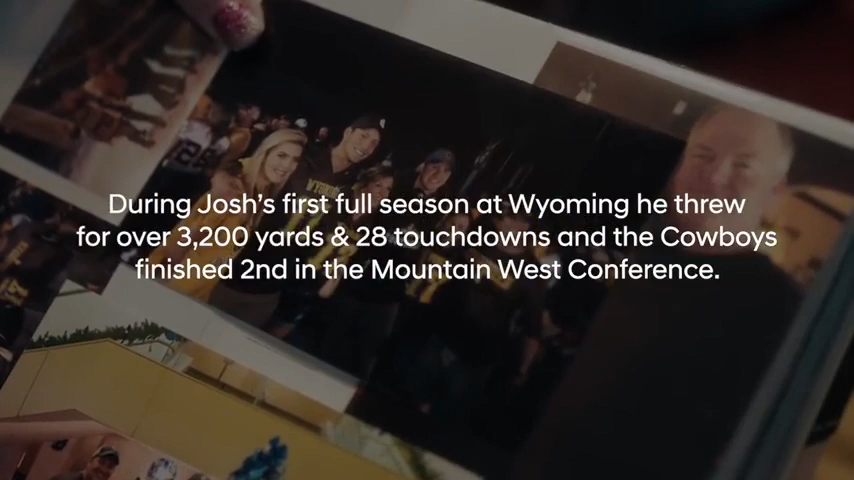 During Josh's first full season at Wyoming he threw
for over 3,200 yards & 28 touchdowns and the Cowboys
finished 2nd in the Mountain West Conference.